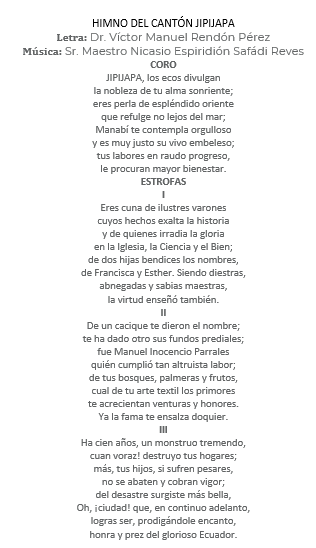 HIMNO DEL CANTÓN JIPIJAPA
Letra: Dr. Víctor Manuel Rendón Pérez
Música: Sr. Maestro Nicasio Espiridión Safádi Reves
CORO
JIPIJAPA, los ecos divulgan
la nobleza de tu alma sonriente;
eres perla de espléndido oriente
que refulge no lejos del mar;
Manabí te contempla orgulloso
y es muy justo su vivo embeleso;
tus labores en raudo progreso,
le procuran mayor bienestar.
ESTROFAS
I
Eres cuna de ilustres varones
cuyos hechos exalta la historia
y de quienes irradia la gloria
en la Iglesia, la Ciencia y el Bien;
de dos hijas bendices los nombres,
de Francisca y Esther. Siendo diestras,
abnegadas y sabias maestras,
la virtud enseñó también.
II
De un cacique te dieron el nombre;
te ha dado otro sus fundos prediales;
fue Manuel Inocencio Parrales
quién cumplió tan altruista labor;
de tus bosques, palmeras y frutos,
cual de tu arte textil los primores
te acrecientan venturas y honores.
Ya la fama te ensalza doquier.
III
Ha cien años, un monstruo tremendo,
cuan voraz! destruyo tus hogares;
más, tus hijos, si sufren pesares,
no se abaten y cobran vigor;
del desastre surgiste más bella,
Oh, ¡ciudad! que, en continuo adelanto,
logras ser, prodigándole encanto,
honra y prez del glorioso Ecuador.